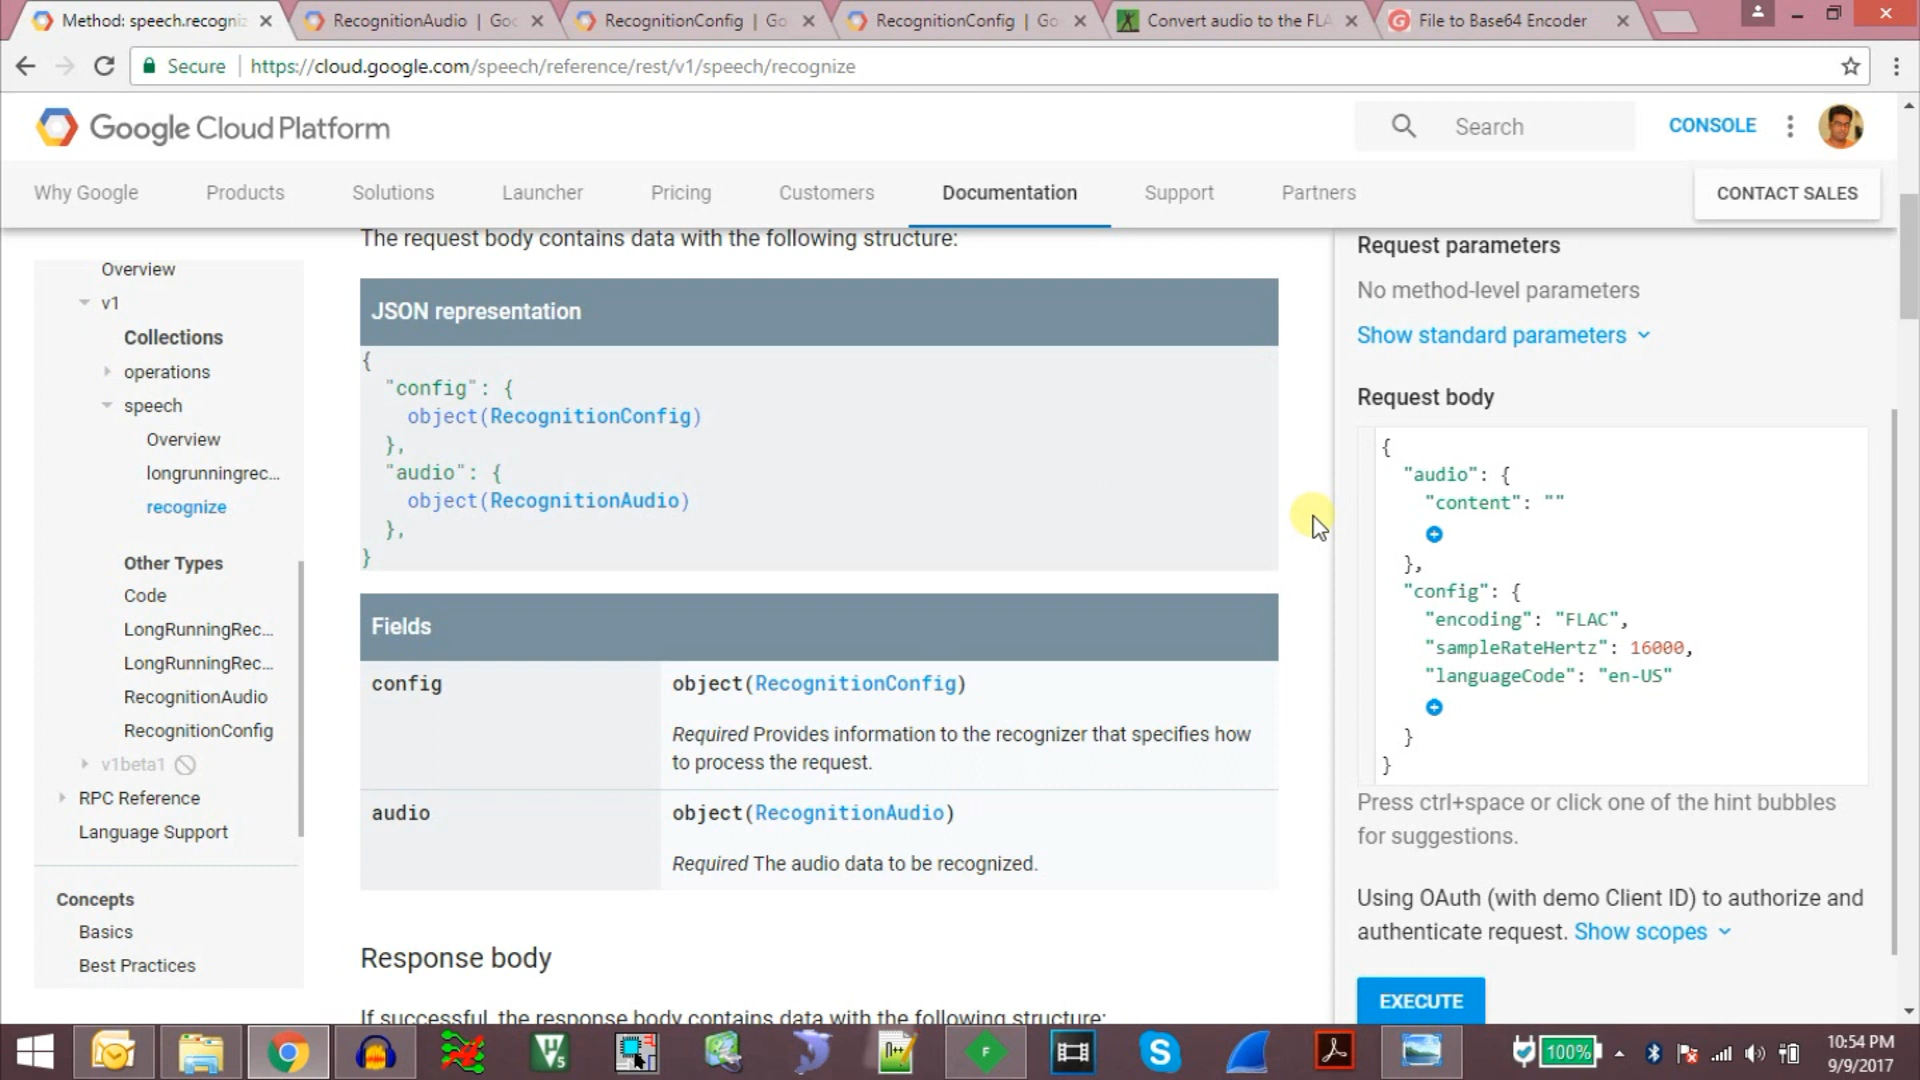 Method: speech.recogniz
RecognitionAudio | Goo
RecognitionConfig | Go
RecognitionConfig | Go
Convert audio to the FLA
File to Base64 Encoder
Secure
https://cloud.google.com/speech/reference/rest/v1/speech/recognize
Google Cloud Platform
Search
CONSOLE
Why Google
Products
Solutions
Launcher
Pricing
Customers
Documentation
Support
Partners
CONTACT SALES
Overview
v1
Collections
operations
speech
Overview
longrunningrec...
recognize
Other Types
Code
LongRunningRec...
LongRunningRec...
RecognitionAudio
RecognitionConfig
v1beta1
RPC Reference
Language Support
Concepts
Basics
Best Practices
The request body contains data with the following structure:
JSON representation
{
"config": {
object(RecognitionConfig)
},
"audio": {
object(RecognitionAudio)
},
}
Fields
config
object(RecognitionConfig)
Required Provides information to the recognizer that specifies how
to process the request.
audio
object(RecognitionAudio)
Required The audio data to be recognized.
Response body
If successful, the response body contains data with the following structure:
Request parameters
No method-level parameters
Show standard parameters
Request body
{
"audio": {
"content": ""
},
"config": {
"encoding": "FLAC",
"sampleRateHertz": 16000,
"languageCode": "en-US"
}
}
Press ctrl+space or click one of the hint bubbles
for suggestions.
Using OAuth (with demo Client ID) to authorize and
authenticate request. Show scopes
EXECUTE
100%
10:54 PM
9/9/2017